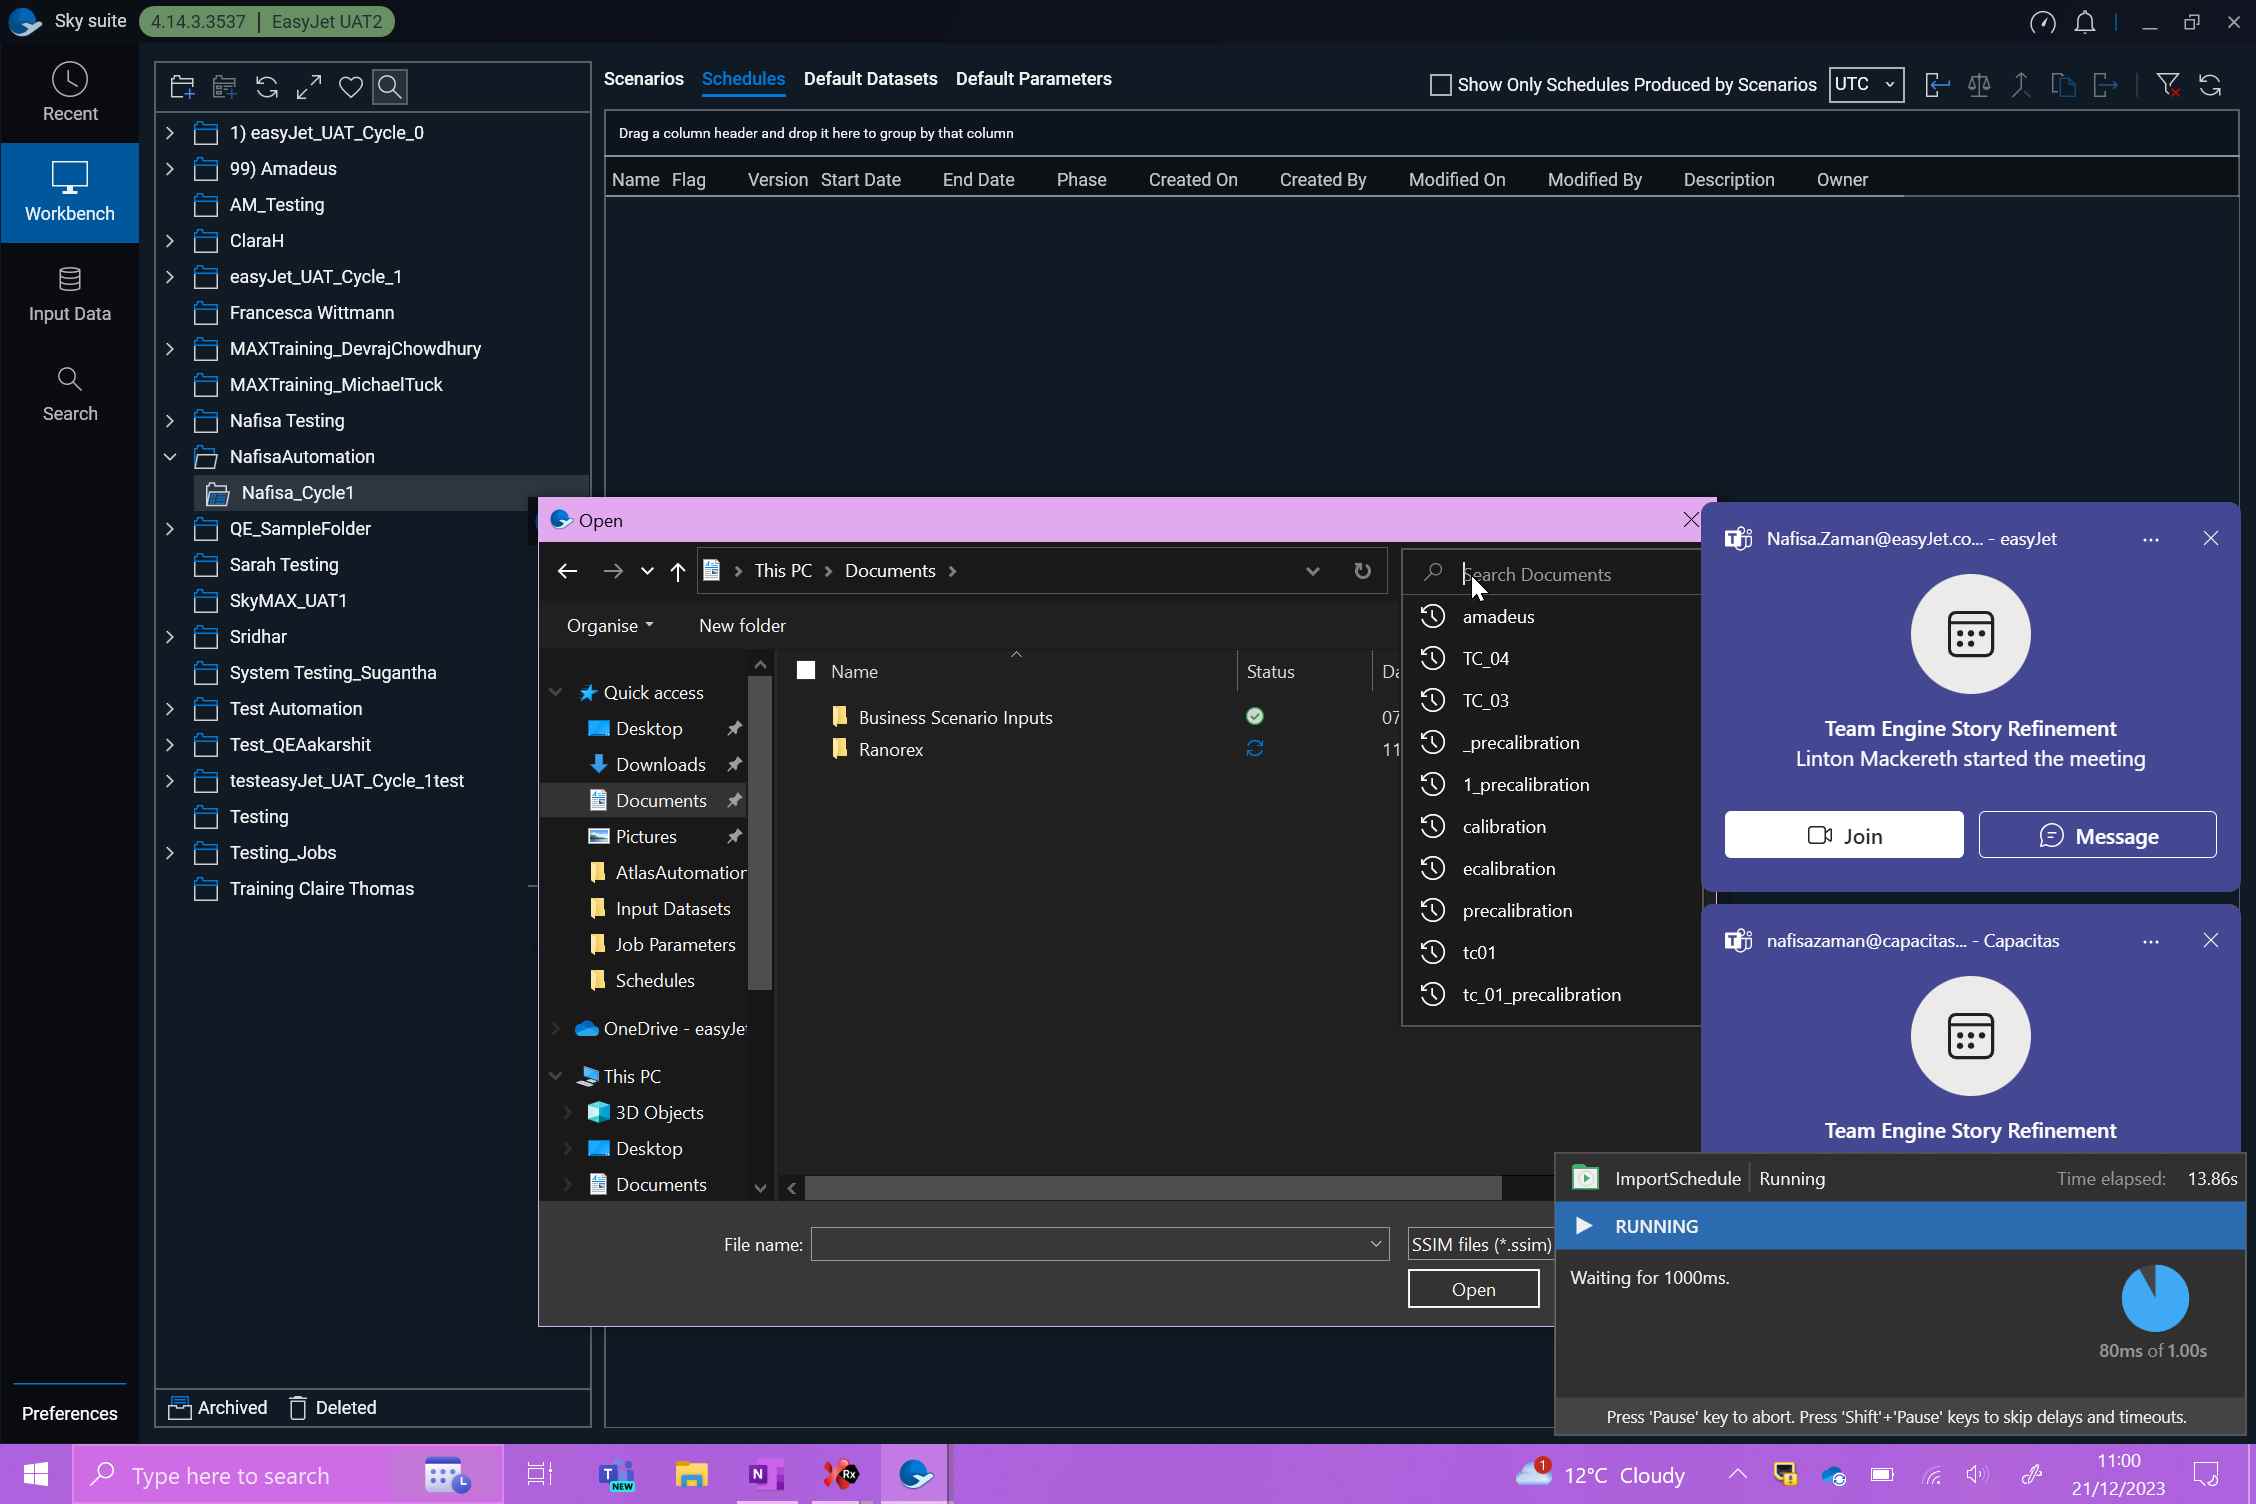 Sky suite 4.14.3.3537 | EasyJet UAT2
Recent
Workbench
Input Data
Search
Preferences
1) easyJet_UAT_Cycle_0
99) Amadeus
AM_Testing
ClaraH
easyJet_UAT_Cycle_1
Francesca Wittmann
MAXTraining_DevrajChowdhury
MAXTraining_MichaelTuck
Nafisa Testing
NafisaAutomation
Nafisa_Cycle1
QE_SampleFolder
Sarah Testing
SkyMAX_UAT1
Sridhar
System Testing_Sugantha
Test Automation
Test_QEAakarshit
testeasyJet_UAT_Cycle_1test
Testing
Testing_Jobs
Training Claire Thomas
Archived Deleted
Scenarios Schedules Default Datasets Default Parameters
Show Only Schedules Produced by Scenarios UTC
Drag a column header and drop it here to group by that column
Name Flag Version Start Date End Date Phase Created On Created By Modified On Modified By Description Owner
Open
This PC > Documents >
Search Documents
Organise New folder
Quick access
Desktop
Downloads
Documents
Pictures
AtlasAutomation
Input Datasets
Job Parameters
Schedules
OneDrive - easyJe
This PC
3D Objects
Desktop
Documents
Name Status Da
Business Scenario Inputs 07
Ranorex 11
amadeus
TC_04
TC_03
_precalibration
1_precalibration
calibration
ecalibration
precalibration
tc01
tc_01_precalibration
File name: SSIM files (*.ssim)
Open
Nafisa.Zaman@easyJet.co... - easyJet
Team Engine Story Refinement
Linton Mackereth started the meeting
Join Message
nafisazaman@capacitas... - Capacitas
Team Engine Story Refinement
ImportSchedule Running Time elapsed: 13.86s
RUNNING
Waiting for 1000ms.
80ms of 1.00s
Press 'Pause' key to abort. Press 'Shift'+'Pause' keys to skip delays and timeouts.
Type here to search
NEW
N
Rx
1
12°C Cloudy
11:00
21/12/2023